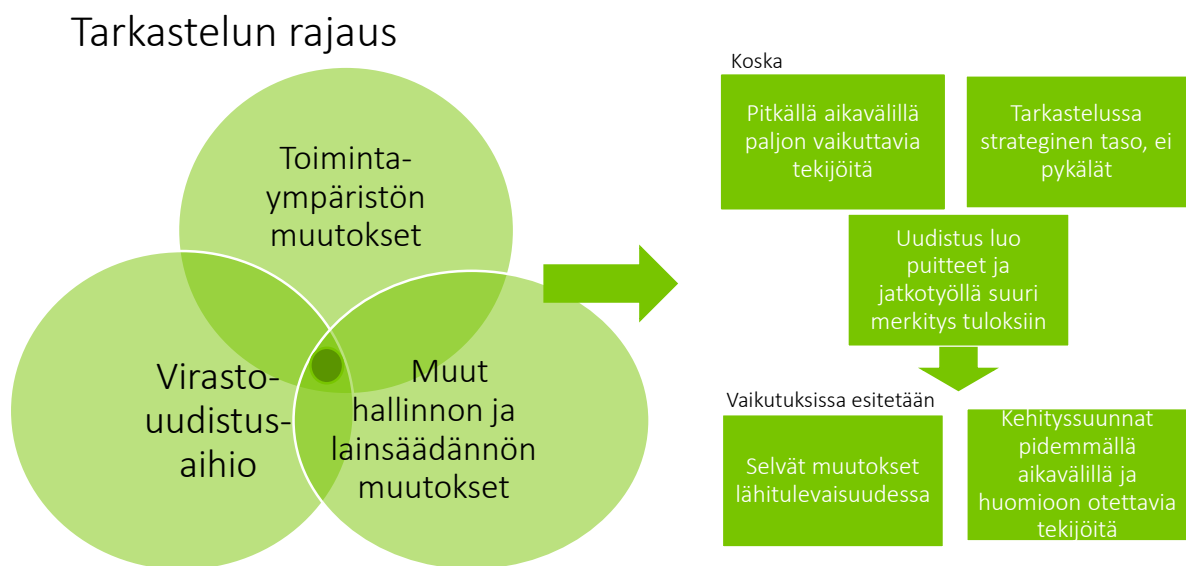 Tarkastelun rajaus
Toiminta-
ympäristön
muutokset
Virasto-
uudistus-
aihio
Muut
hallinnon ja
lainsäädännön
muutokset
Koska
Pitkällä aikavälillä
paljon vaikuttavia
tekijöitä
Tarkastelussa
strateginen taso, ei
pykälät
Uudistus luo
puitteet ja
jatkotyöllä suuri
merkitys tuloksiin
Vaikutuksissa esitetään
Selvät muutokset
lähitulevaisuudessa
Kehityssuunnat
pidemmällä
aikavälillä ja
huomioon otettavia
tekijöitä